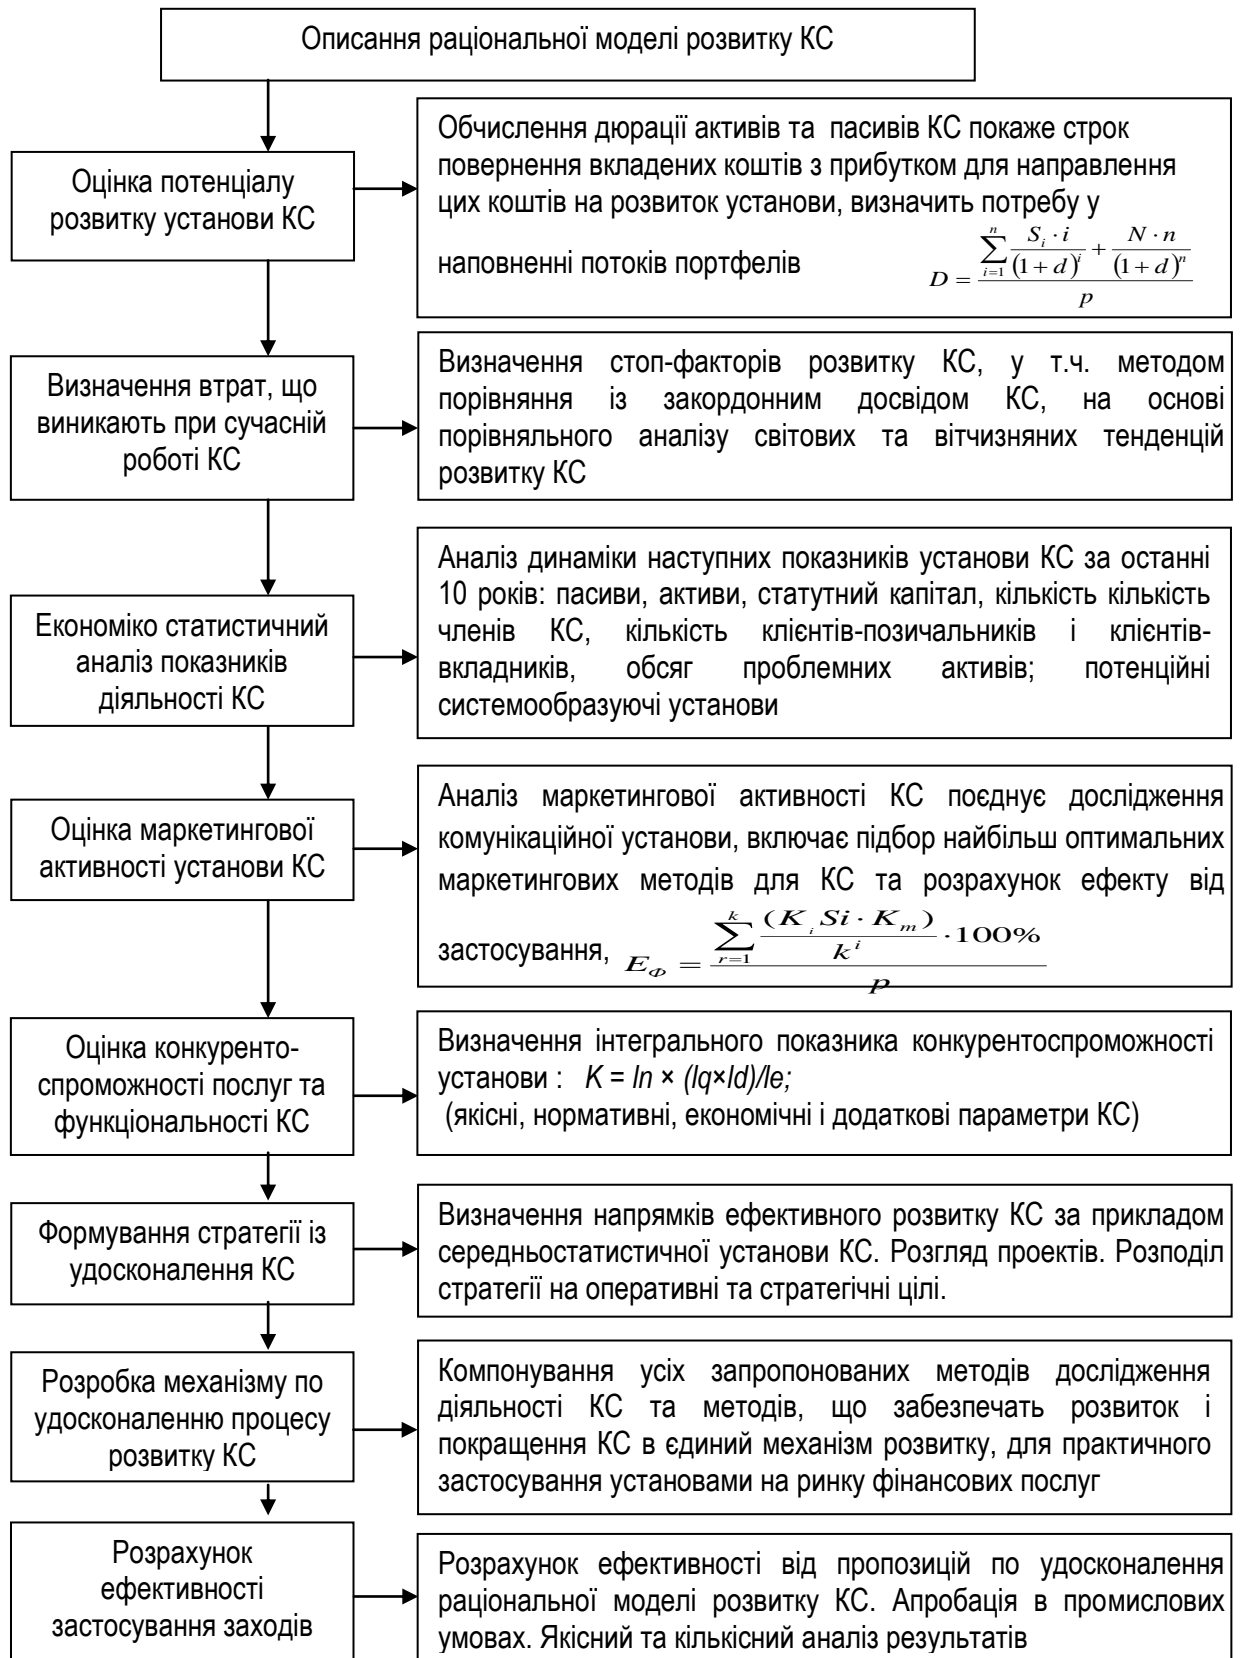 Описання раціональної моделі розвитку КС
Оцінка потенціалу
розвитку установи КС
Обчислення дюрації активів та пасивів КС покаже строк
повернення вкладених коштів з прибутком для направлення
цих коштів на розвиток установи, визначить потребу у
наповненні потоків портфелів D = (∑_{i=1}^{n} S_i · i / (1 + d)^i + N · n / (1 + d)^n) / p
Визначення втрат, що
виникають при сучасній
роботі КС
Визначення стоп-факторів розвитку КС, у т.ч. методом
порівняння із закордонним досвідом КС, на основі
порівняльного аналізу світових та вітчизняних тенденцій
розвитку КС
Економіко статистичний
аналіз показників
діяльності КС
Аналіз динаміки наступних показників установи КС за останні
10 років: пасиви, активи, статутний капітал, кількість кількість
членів КС, кількість клієнтів-позичальників і клієнтів-
вкладників, обсяг проблемних активів; потенційні
системообразуючі установи
Оцінка маркетингової
активності установи КС
Аналіз маркетингової активності КС поєднує дослідження
комунікаційної установи, включає підбор найбільш оптимальних
маркетингових методів для КС та розрахунок ефекту від
застосування, E_Ф = (∑_{r=1}^{k} (K_i Si · K_m) / k^i · 100%) / p
Оцінка конкуренто-
спроможності послуг та
функціональності КС
Визначення інтегрального показника конкурентоспроможності
установи : K = In × (Iq×Id)/Ie;
(якісні, нормативні, економічні і додаткові параметри КС)
Формування стратегії із
удосконалення КС
Визначення напрямків ефективного розвитку КС за прикладом
середньостатистичної установи КС. Розгляд проектів. Розподіл
стратегії на оперативні та стратегічні цілі.
Розробка механізму по
удосконаленню процесу
розвитку КС
Компонування усіх запропонованих методів дослідження
діяльності КС та методів, що забезпечать розвиток і
покращення КС в єдиний механізм розвитку, для практичного
застосування установами на ринку фінансових послуг
Розрахунок
ефективності
застосування заходів
Розрахунок ефективності від пропозицій по удосконалення
раціональної моделі розвитку КС. Апробація в промислових
умовах. Якісний та кількісний аналіз результатів